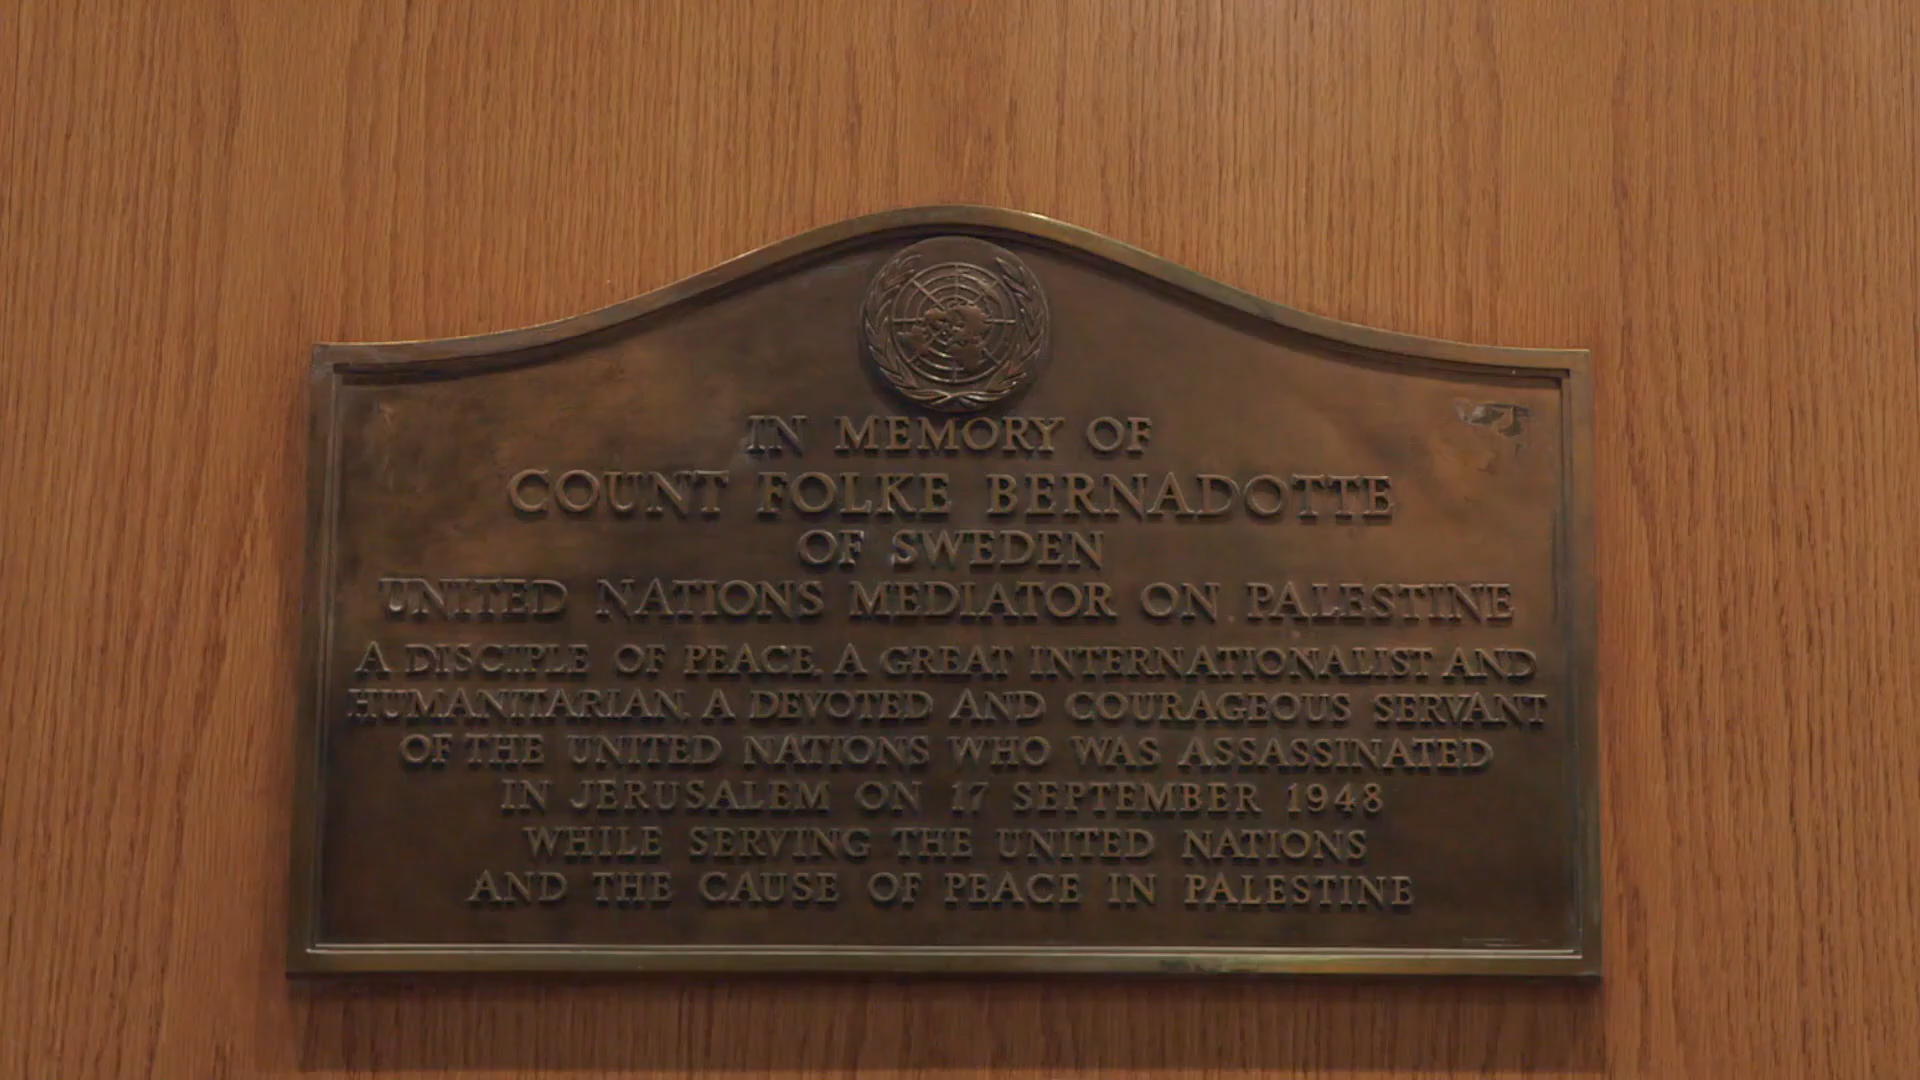 IN MEMORY OF
COUNT FOLKE BERNADOTTE
OF SWEDEN
UNITED NATIONS MEDIATOR ON PALESTINE
A DISCIPLE OF PEACE, A GREAT INTERNATIONALIST AND
HUMANITARIAN, A DEVOTED AND COURAGEOUS SERVANT
OF THE UNITED NATIONS WHO WAS ASSASSINATED
IN JERUSALEM ON 17 SEPTEMBER 1948
WHILE SERVING THE UNITED NATIONS
AND THE CAUSE OF PEACE IN PALESTINE